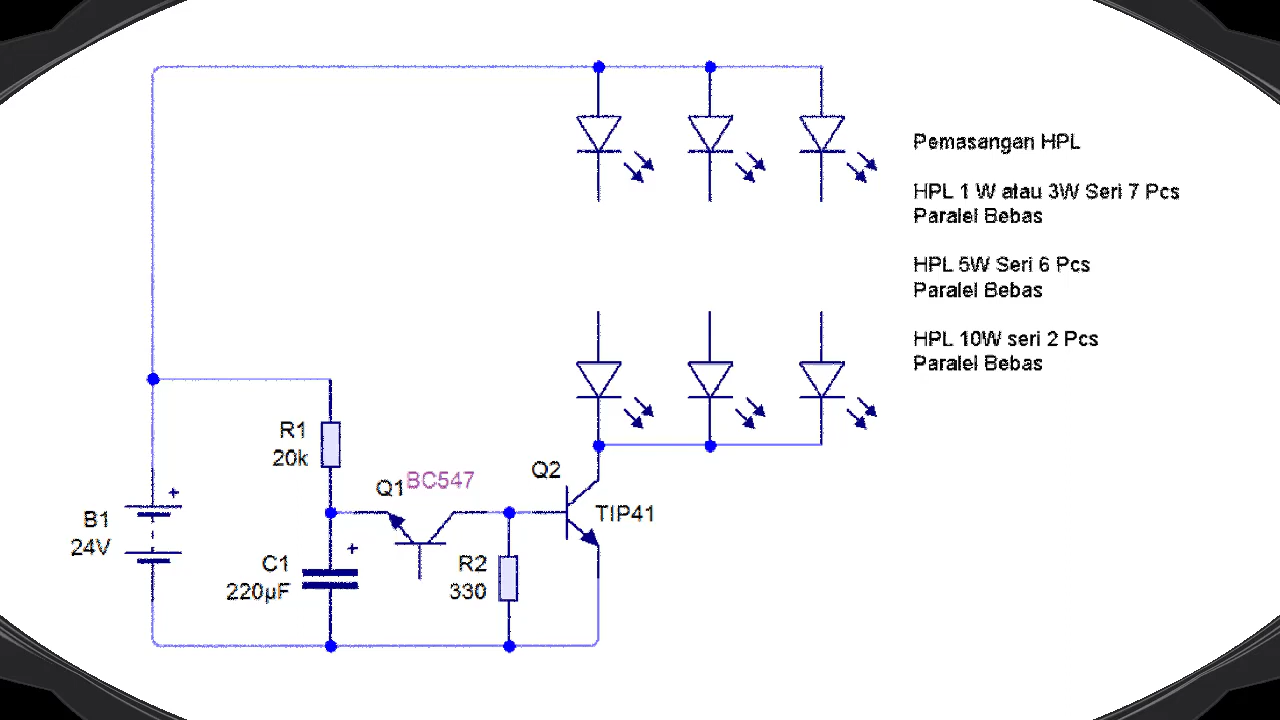 Pemasangan HPL
HPL 1 W atau 3W Seri 7 Pcs
Paralel Bebas
HPL 5W Seri 6 Pcs
Paralel Bebas
HPL 10W seri 2 Pcs
Paralel Bebas
R1
20k
Q1 BC547
Q2
TIP41
+
B1
24V
+
C1
220µF
R2
330